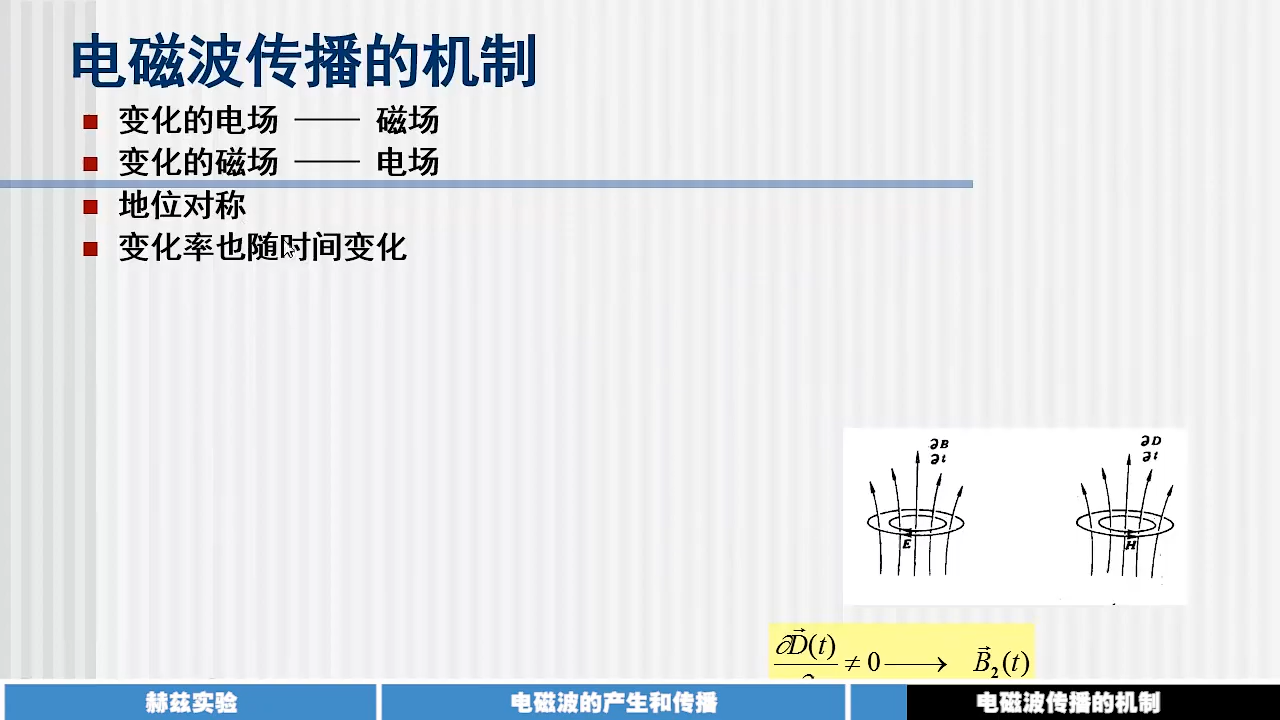 电磁波传播的机制
变化的电场 —— 磁场
变化的磁场 —— 电场
地位对称
变化率也随时间变化
∂B
∂t
E
∂D
∂t
H
∂D⃗(t) ≠ 0 ⟶ B⃗₂(t)
赫兹实验
电磁波的产生和传播
电磁波传播的机制